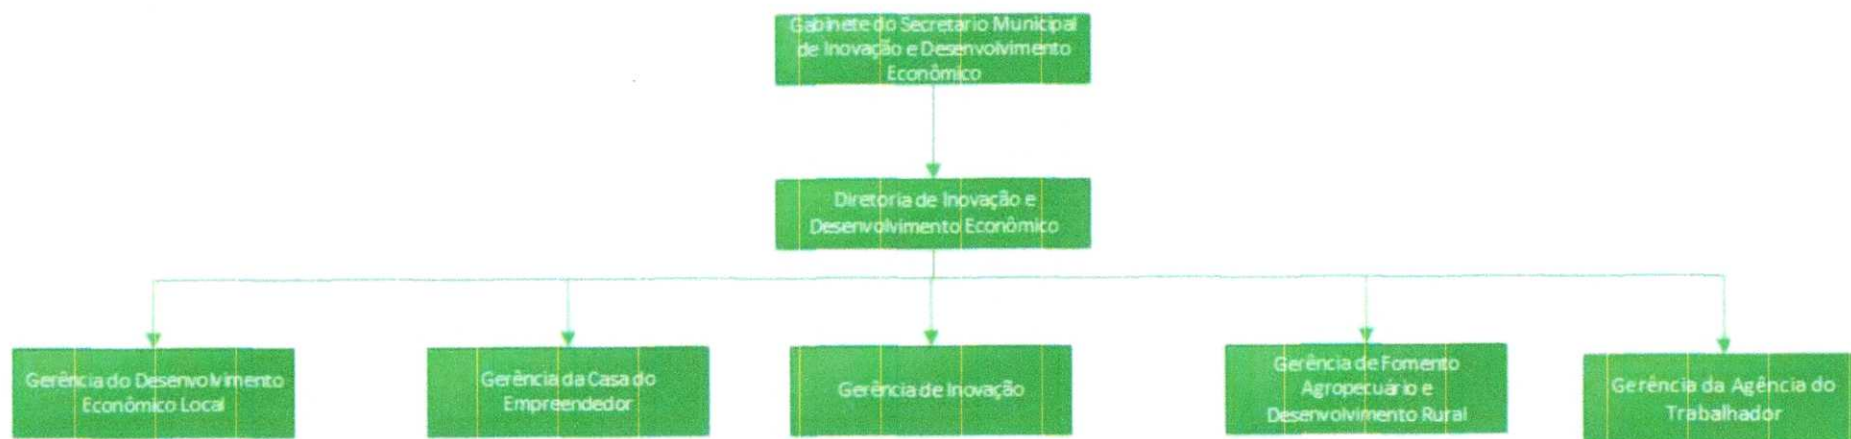 Gabinete do Secretario Municipal
de Inovação e Desenvolvimento
Econômico
Diretoria de Inovação e
Desenvolvimento Econômico
Gerência do Desenvolvimento
Econômico Local
Gerência da Casa do
Empreendedor
Gerência de Inovação
Gerência de Fomento
Agropecuário e
Desenvolvimento Rural
Gerência da Agência do
Trabalhador